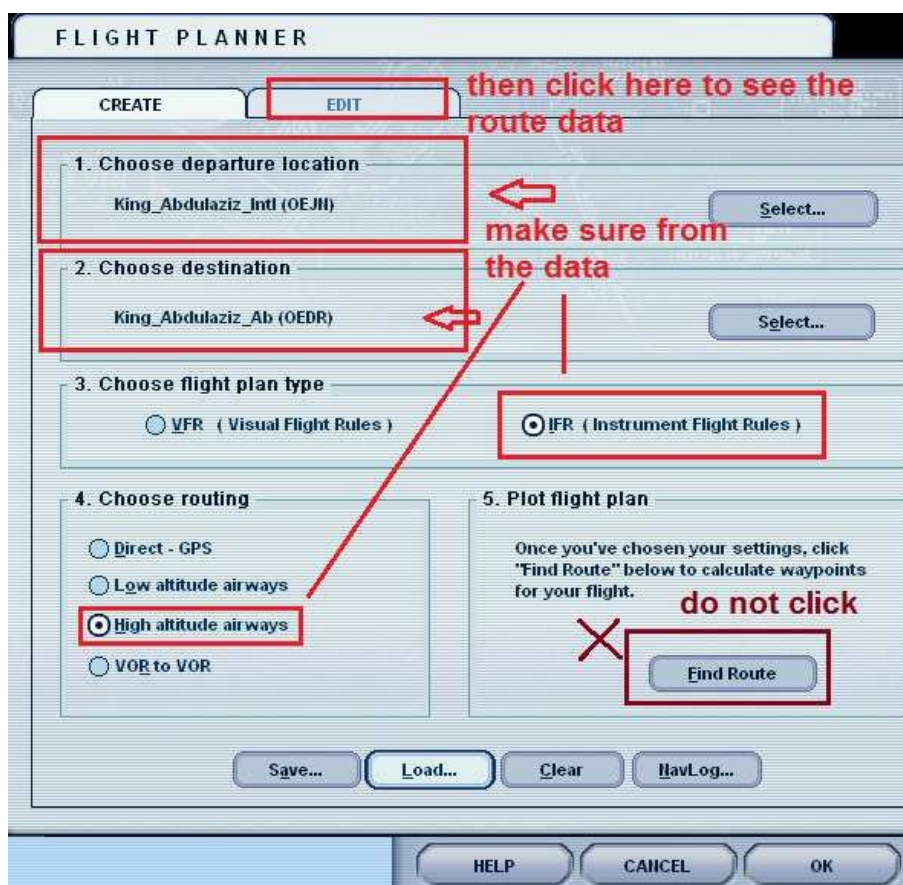 FLIGHT PLANNER
CREATE
EDIT
then click here to see the
route data
1. Choose departure location
King_Abdulaziz_Intl (OEJN)
Select...
make sure from
the data
2. Choose destination
King_Abdulaziz_Ab (OEDR)
Select...
3. Choose flight plan type
VFR ( Visual Flight Rules )
IFR ( Instrument Flight Rules )
4. Choose routing
Direct - GPS
Low altitude airways
High altitude airways
VOR to VOR
5. Plot flight plan
Once you've chosen your settings, click
"Find Route" below to calculate waypoints
for your flight.
do not click
Find Route
Save...
Load...
Clear
NavLog...
HELP
CANCEL
OK